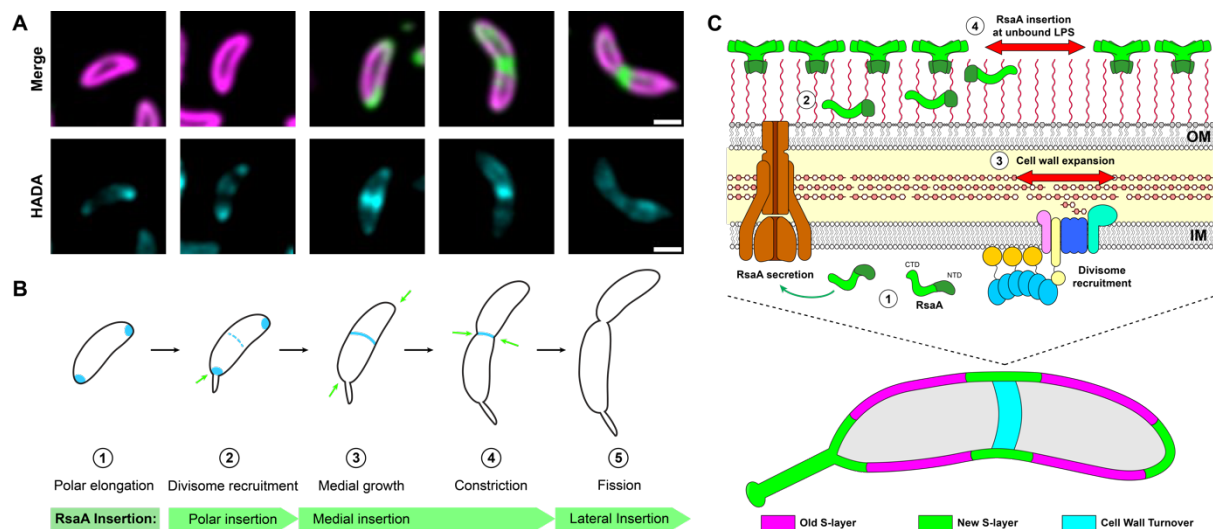 A
Merge
HADA
B
1
2
3
4
5
Polar elongation
Divisome recruitment
Medial growth
Constriction
Fission
RsaA Insertion:
Polar insertion
Medial insertion
Lateral Insertion
C
4
RsaA insertion
at unbound LPS
2
OM
3
Cell wall expansion
IM
RsaA secretion
CTD
NTD
1
RsaA
Divisome
recruitment
Old S-layer
New S-layer
Cell Wall Turnover